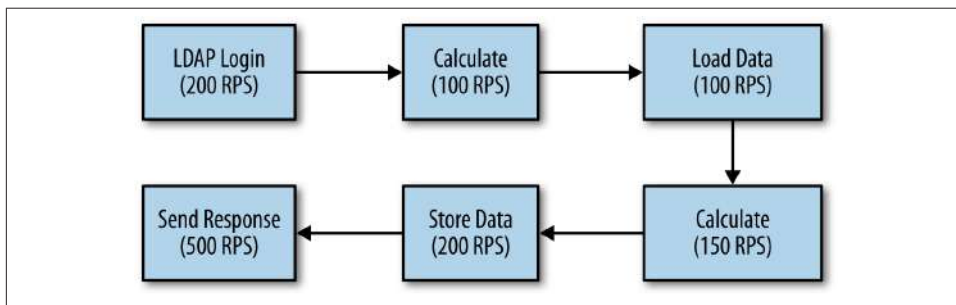 LDAP Login
(200 RPS)
Calculate
(100 RPS)
Load Data
(100 RPS)
Calculate
(150 RPS)
Store Data
(200 RPS)
Send Response
(500 RPS)